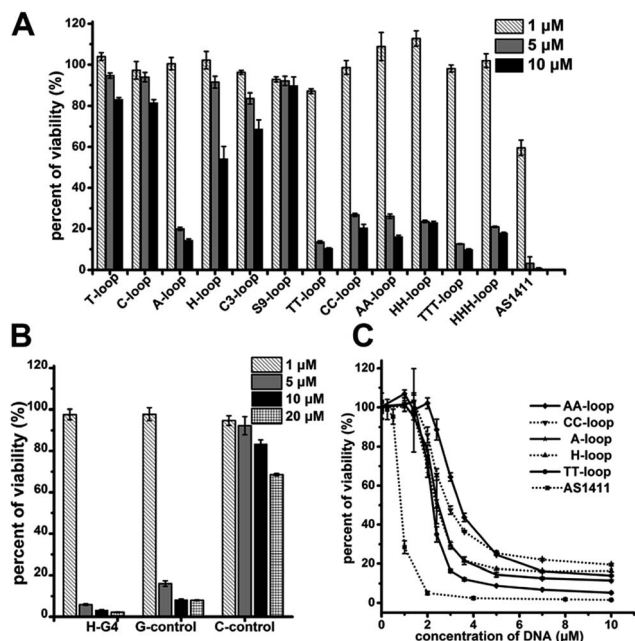 A
1 µM
5 µM
10 µM
percent of viability (%)
120
100
80
60
40
20
0
T-loop
C-loop
A-loop
H-loop
C3-loop
S9-loop
TT-loop
CC-loop
AA-loop
HH-loop
TTT-loop
HHH-loop
AS1411
B
1 µM
5 µM
10 µM
20 µM
percent of viability (%)
120
100
80
60
40
20
0
H-G4
G-control
C-control
C
AA-loop
CC-loop
A-loop
H-loop
TT-loop
AS1411
percent of viability (%)
120
100
80
60
40
20
0
0 2 4 6 8 10
concentration of DNA (µM)